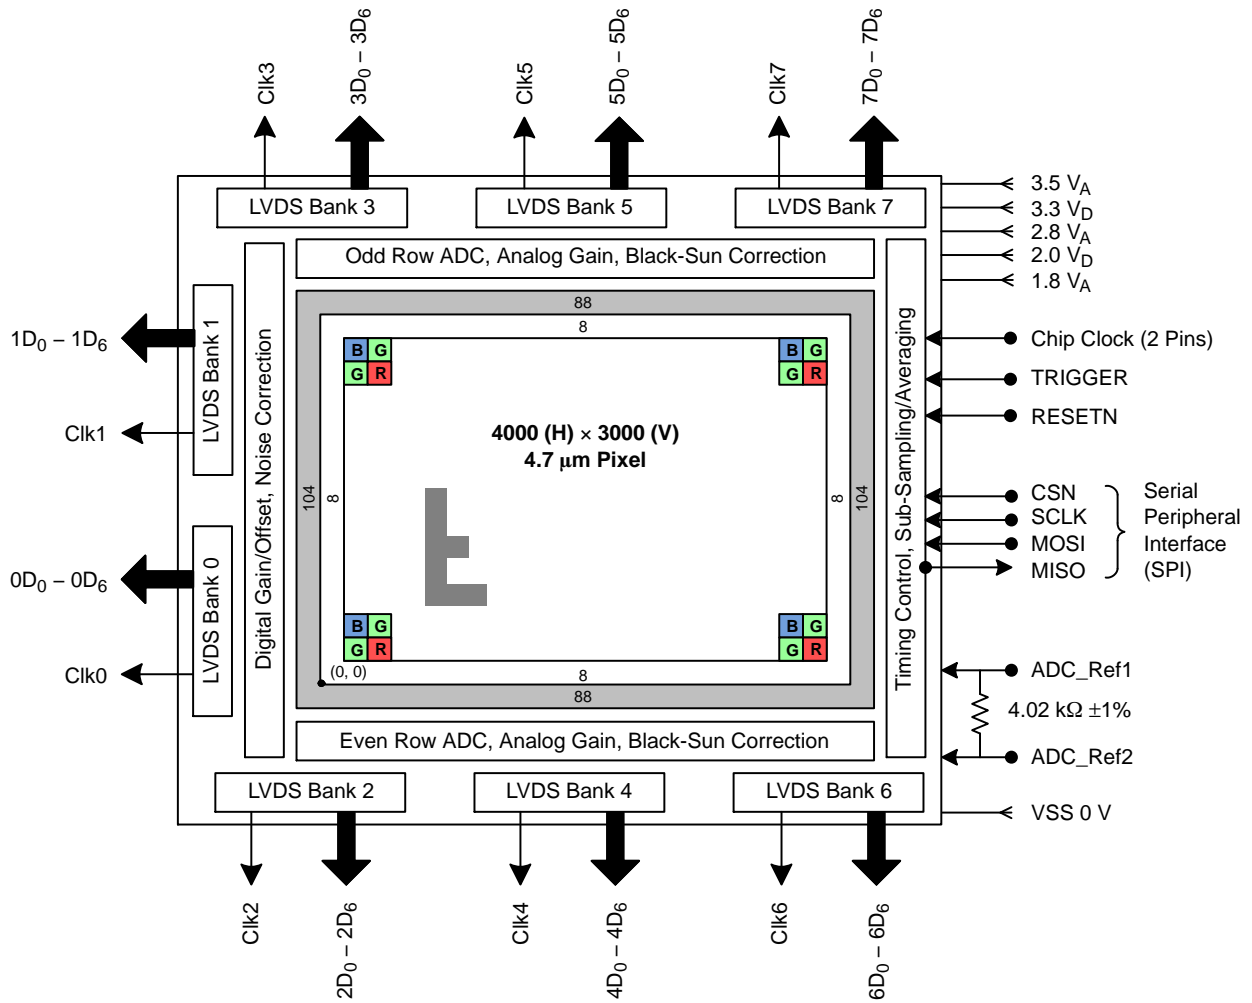 Clk3
3D0 – 3D6
Clk5
5D0 – 5D6
Clk7
7D0 – 7D6
LVDS Bank 3
LVDS Bank 5
LVDS Bank 7
3.5 VA
3.3 VD
2.8 VA
2.0 VD
1.8 VA
Odd Row ADC, Analog Gain, Black-Sun Correction
88
8
1D0 – 1D6
LVDS Bank 1
Clk1
Digital Gain/Offset, Noise Correction
104
8
B G
G R
B G
G R
4000 (H) × 3000 (V)
4.7 μm Pixel
8
104
Timing Control, Sub-Sampling/Averaging
Chip Clock (2 Pins)
TRIGGER
RESETN
CSN
SCLK
MOSI
MISO
Serial
Peripheral
Interface
(SPI)
0D0 – 0D6
LVDS Bank 0
Clk0
B G
G R
B G
G R
(0, 0)
8
88
ADC_Ref1
4.02 kΩ ±1%
ADC_Ref2
Even Row ADC, Analog Gain, Black-Sun Correction
LVDS Bank 2
LVDS Bank 4
LVDS Bank 6
VSS 0 V
Clk2
2D0 – 2D6
Clk4
4D0 – 4D6
Clk6
6D0 – 6D6